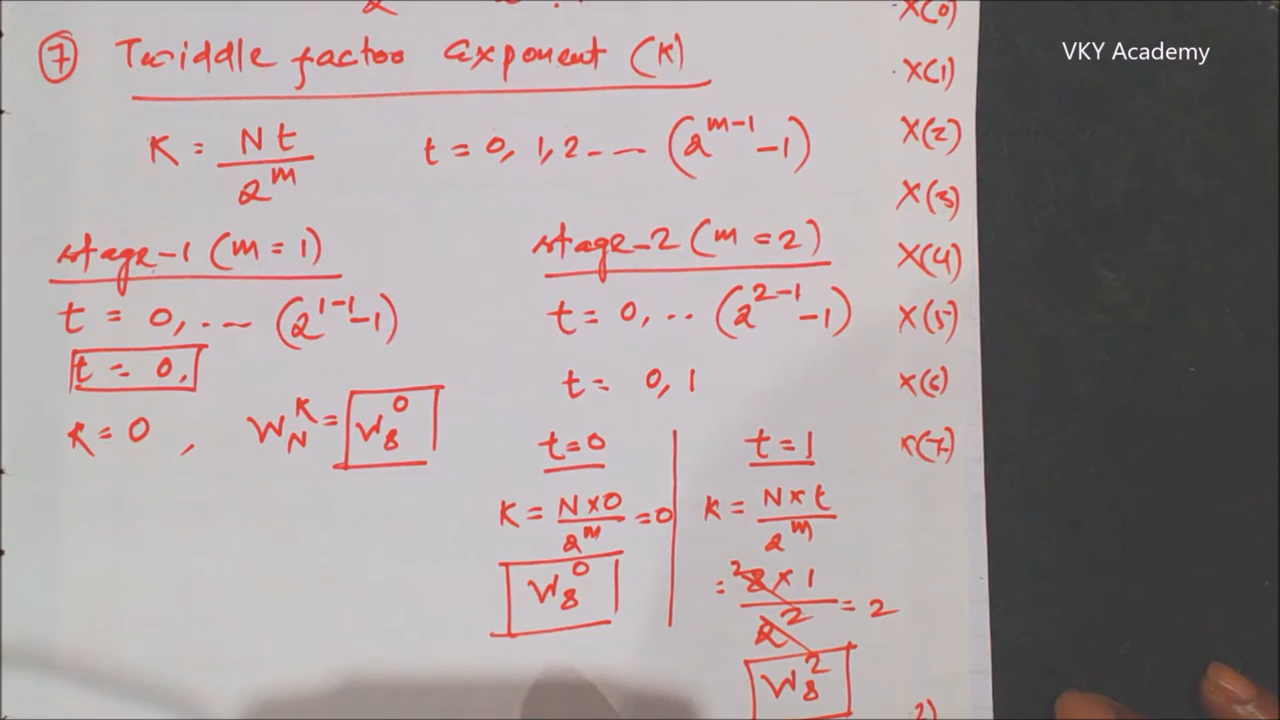 ⑦ Twiddle factor exponent (K)
K = Nt / 2^m    t = 0, 1, 2 -- --- (2^(m-1) - 1)
stage-1 (m = 1)
t = 0, .. --- (2^(1-1) - 1)
t = 0,
K = 0 , W_N^K = W_8^0
stage-2 (m = 2)
t = 0, .. (2^(2-1) - 1)
t = 0, 1
t = 0
K = N x 0 / 2^m = 0
W_8^0
t = 1
K = N x t / 2^m
= 8 x 1 / 2^2 = 2
2
W_8^2
X(0)
X(1)
X(2)
X(3)
X(4)
X(5)
X(6)
X(7)
VKY Academy